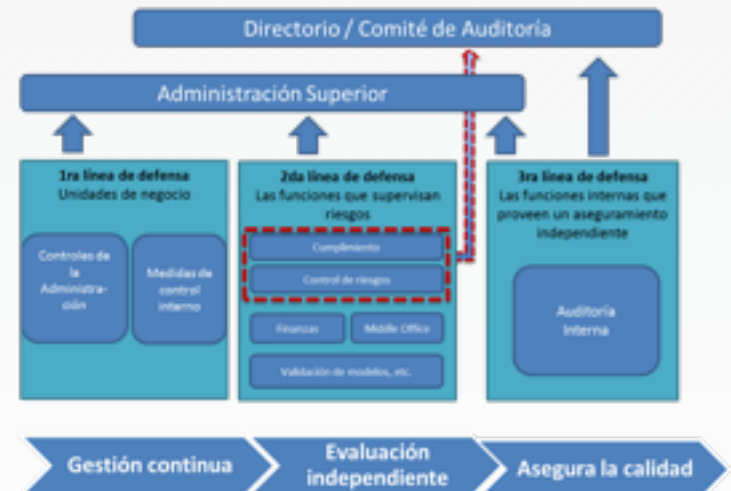 Directorio / Comité de Auditoría
Administración Superior
1ra línea de defensa
Unidades de negocio
Controles de
la
Administra-
ción
Medidas de
control
interno
2da línea de defensa
Las funciones que supervisan
riesgos
Cumplimiento
Control de riesgos
Finanzas
Middle Office
Validación de modelos, etc.
3ra línea de defensa
Las funciones internas que
proveen un aseguramiento
independiente
Auditoría
Interna
Gestión continua
Evaluación
independiente
Asegura la calidad